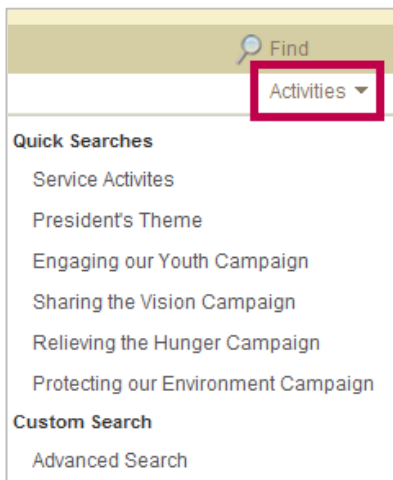 Find
Activities
Quick Searches
Service Activites
President's Theme
Engaging our Youth Campaign
Sharing the Vision Campaign
Relieving the Hunger Campaign
Protecting our Environment Campaign
Custom Search
Advanced Search